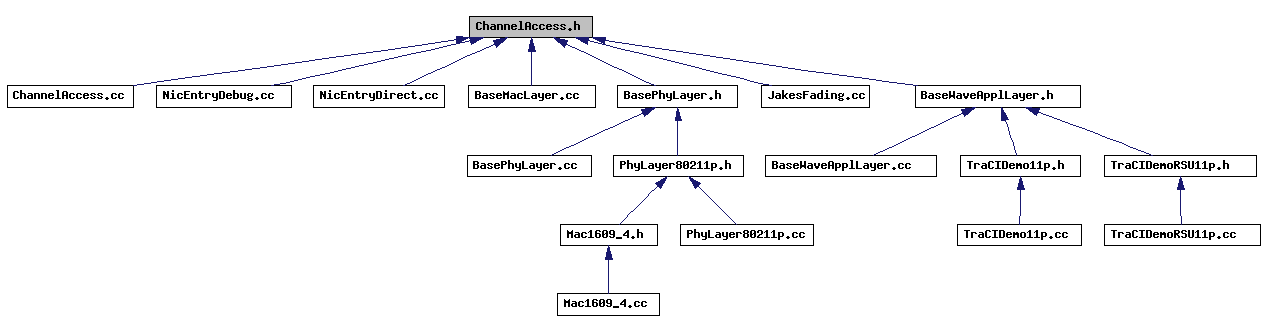 ChannelAccess.h
ChannelAccess.cc
NicEntryDebug.cc
NicEntryDirect.cc
BaseMacLayer.cc
BasePhyLayer.h
JakesFading.cc
BaseWaveApplLayer.h
BasePhyLayer.cc
PhyLayer80211p.h
BaseWaveApplLayer.cc
TraCIDemo11p.h
TraCIDemoRSU11p.h
Mac1609_4.h
PhyLayer80211p.cc
TraCIDemo11p.cc
TraCIDemoRSU11p.cc
Mac1609_4.cc